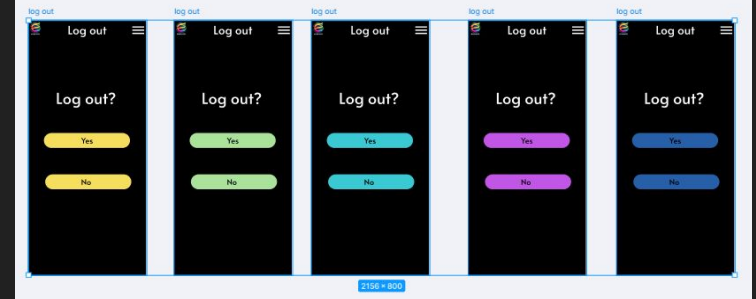 log out log out log out log out log out
Log out Log out Log out Log out Log out
Log out? Log out? Log out? Log out? Log out?
Yes Yes Yes Yes Yes
No No No No No
2156 × 800